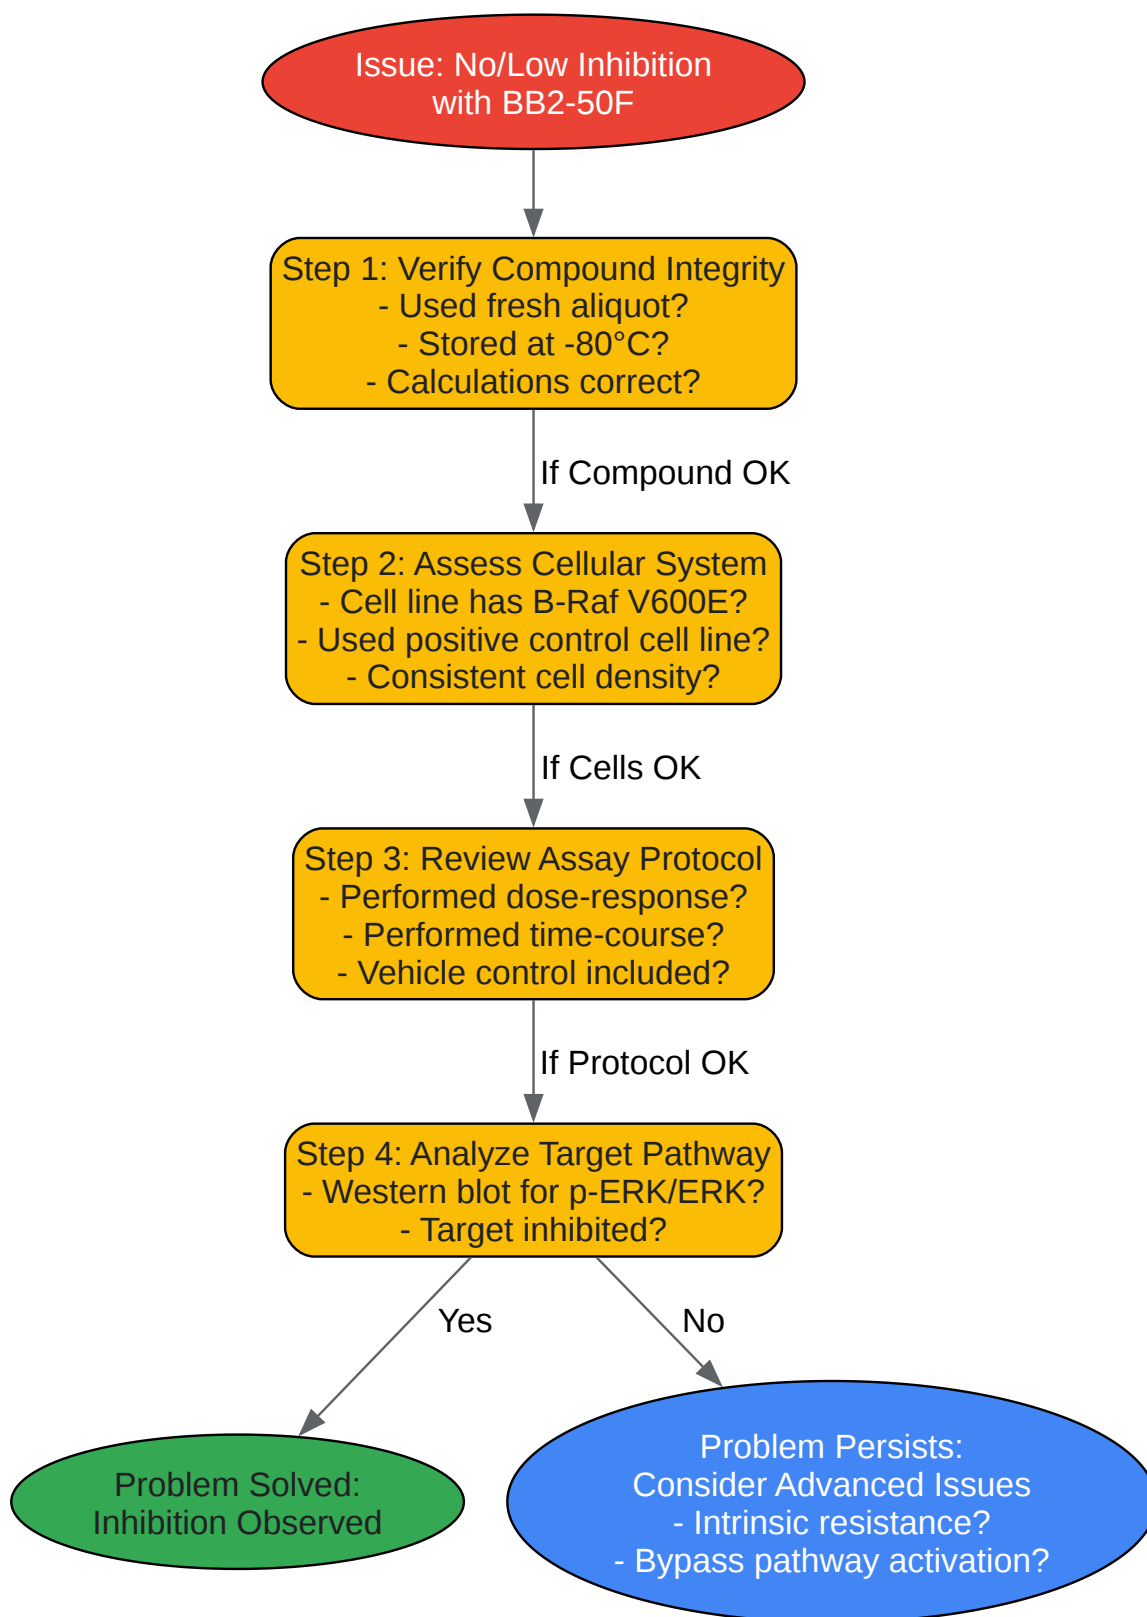 Issue: No/Low Inhibition
with BB2-50F
Step 1: Verify Compound Integrity
- Used fresh aliquot?
- Stored at -80°C?
- Calculations correct?
If Compound OK
Step 2: Assess Cellular System
- Cell line has B-Raf V600E?
- Used positive control cell line?
- Consistent cell density?
If Cells OK
Step 3: Review Assay Protocol
- Performed dose-response?
- Performed time-course?
- Vehicle control included?
If Protocol OK
Step 4: Analyze Target Pathway
- Western blot for p-ERK/ERK?
- Target inhibited?
Yes
No
Problem Solved:
Inhibition Observed
Problem Persists:
Consider Advanced Issues
- Intrinsic resistance?
- Bypass pathway activation?